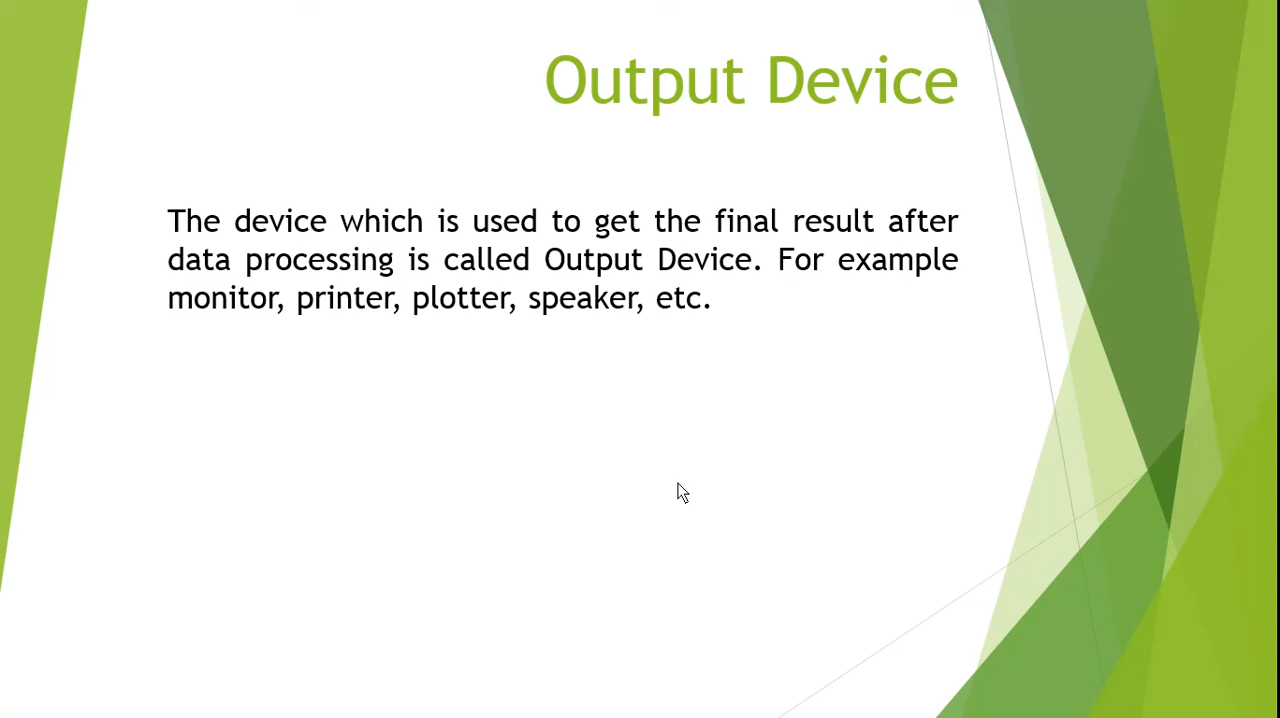 Output Device
The device which is used to get the final result after
data processing is called Output Device. For example
monitor, printer, plotter, speaker, etc.